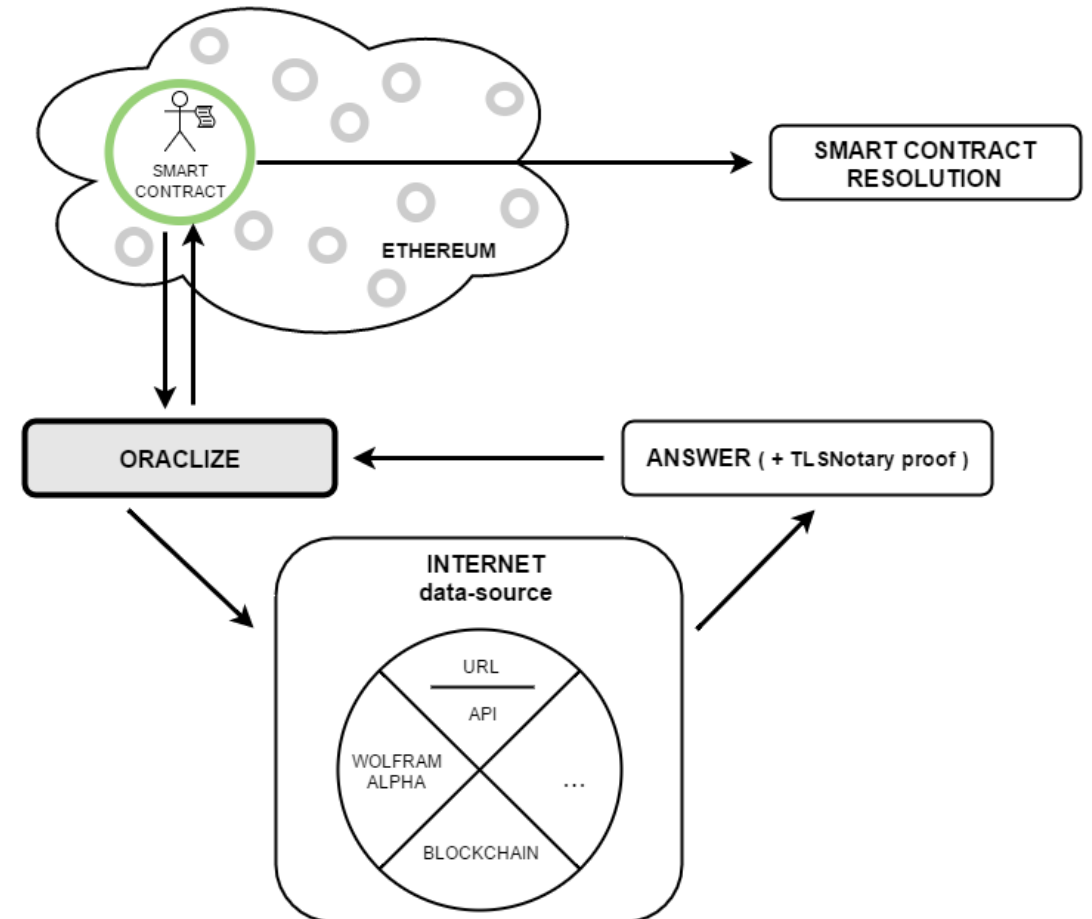 SMART
CONTRACT
SMART CONTRACT
RESOLUTION
ETHEREUM
ORACLIZE
ANSWER ( + TLSNotary proof )
INTERNET
data-source
URL
API
WOLFRAM
ALPHA
...
BLOCKCHAIN